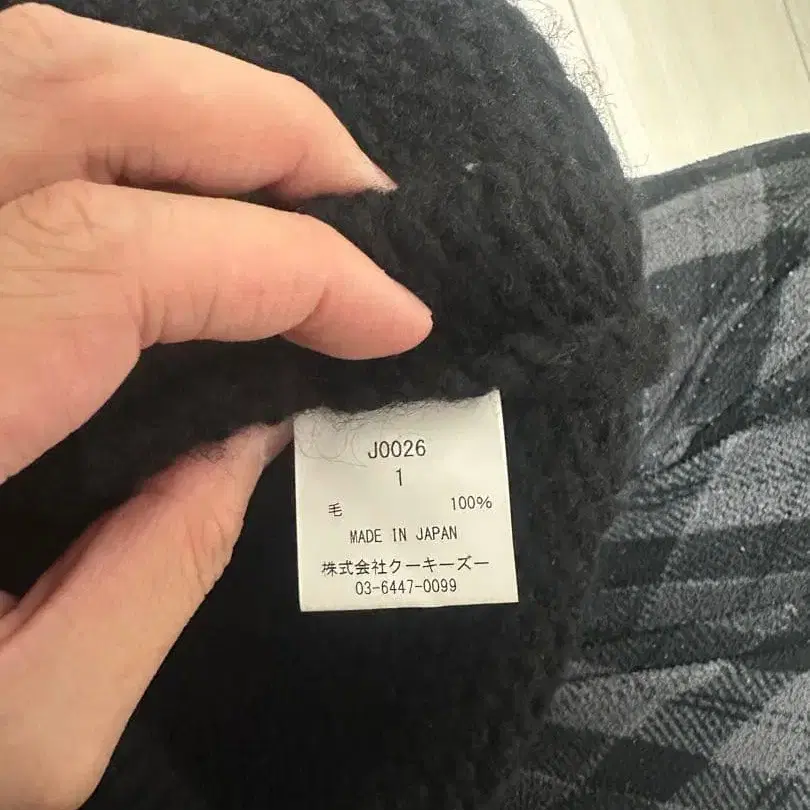 J0026
1
毛 100%
MADE IN JAPAN
株式会社クーキーズー
03-6447-0099